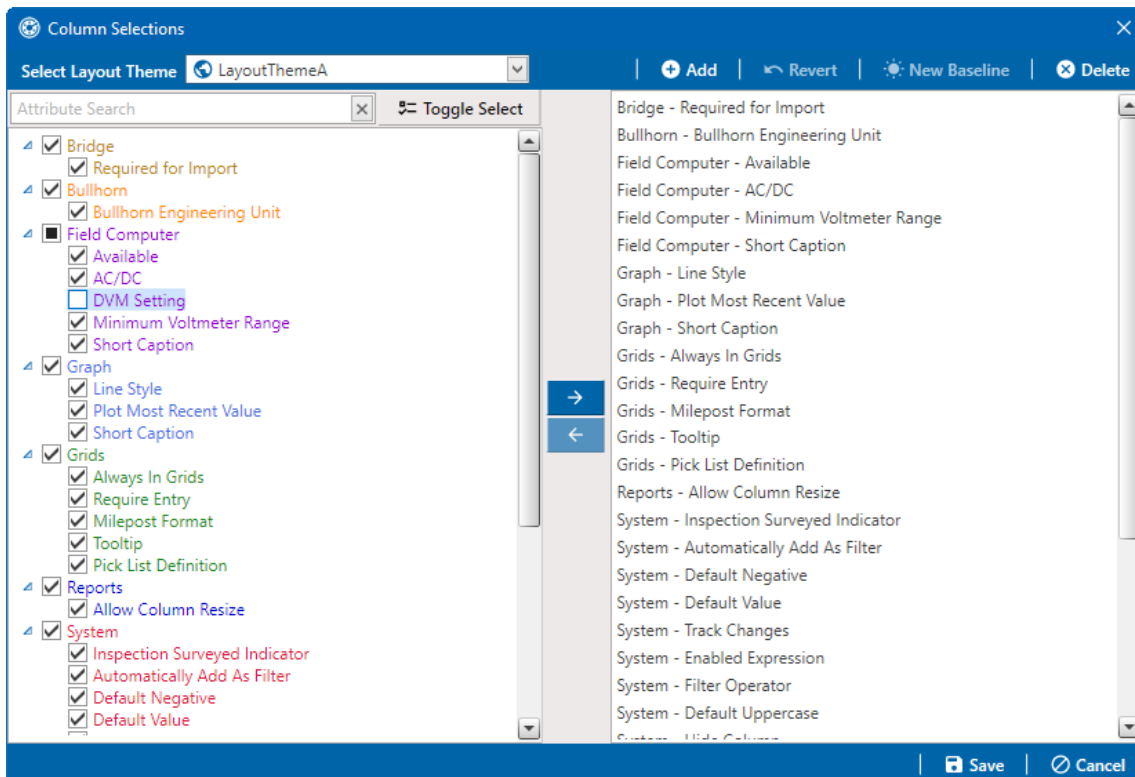 Column Selections
Select Layout Theme LayoutThemeA Add Revert New Baseline Delete
Attribute Search Toggle Select
Bridge
Required for Import
Bullhorn
Bullhorn Engineering Unit
Field Computer
Available
AC/DC
DVM Setting
Minimum Voltmeter Range
Short Caption
Graph
Line Style
Plot Most Recent Value
Short Caption
Grids
Always In Grids
Require Entry
Milepost Format
Tooltip
Pick List Definition
Reports
Allow Column Resize
System
Inspection Surveyed Indicator
Automatically Add As Filter
Default Negative
Default Value
Bridge - Required for Import
Bullhorn - Bullhorn Engineering Unit
Field Computer - Available
Field Computer - AC/DC
Field Computer - Minimum Voltmeter Range
Field Computer - Short Caption
Graph - Line Style
Graph - Plot Most Recent Value
Graph - Short Caption
Grids - Always In Grids
Grids - Require Entry
Grids - Milepost Format
Grids - Tooltip
Grids - Pick List Definition
Reports - Allow Column Resize
System - Inspection Surveyed Indicator
System - Automatically Add As Filter
System - Default Negative
System - Default Value
System - Track Changes
System - Enabled Expression
System - Filter Operator
System - Default Uppercase
System - Hide Column
Save Cancel